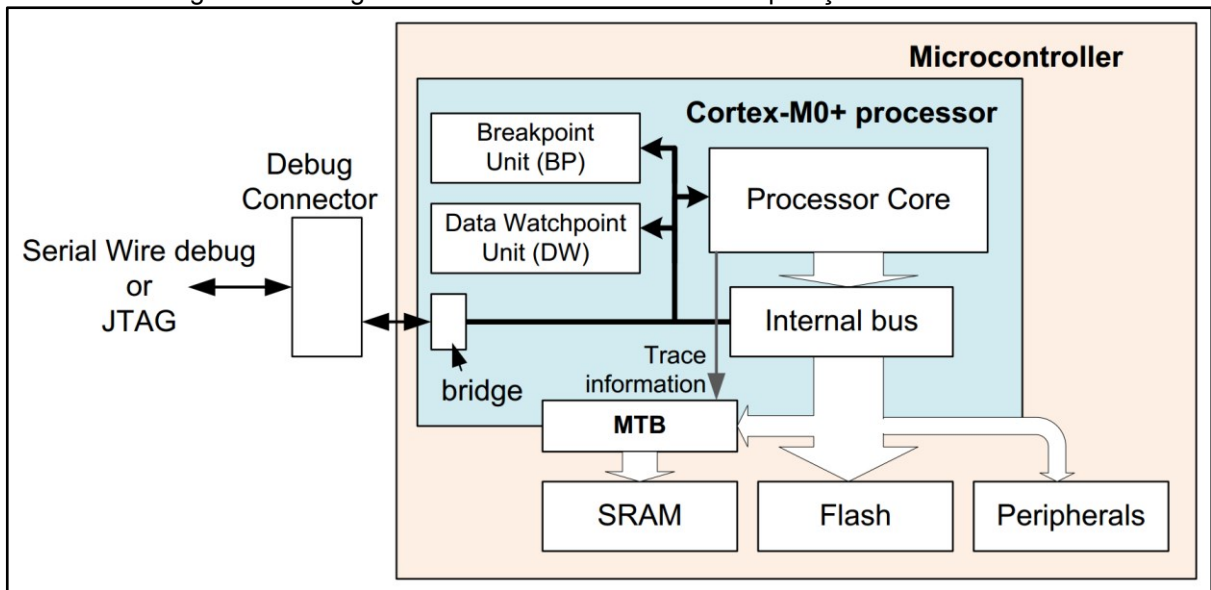 Microcontroller
Cortex-M0+ processor
Breakpoint
Unit (BP)
Processor Core
Data Watchpoint
Unit (DW)
Debug
Connector
Serial Wire debug
or
JTAG
Internal bus
bridge
Trace
information
MTB
SRAM
Flash
Peripherals